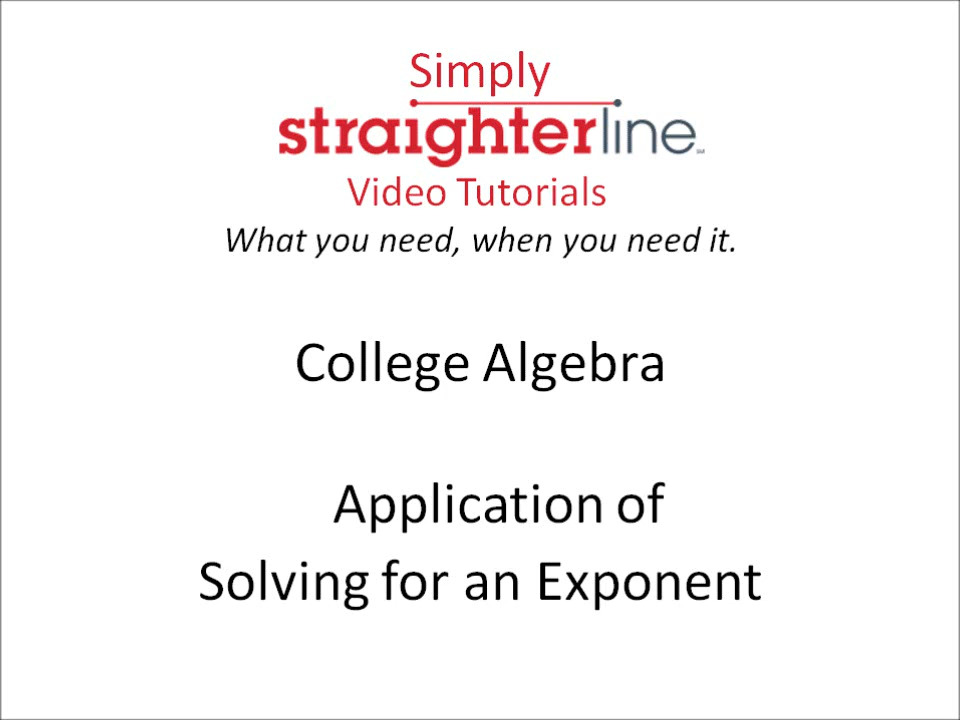 Simply
straighterline
Video Tutorials
What you need, when you need it.
College Algebra
Application of
Solving for an Exponent